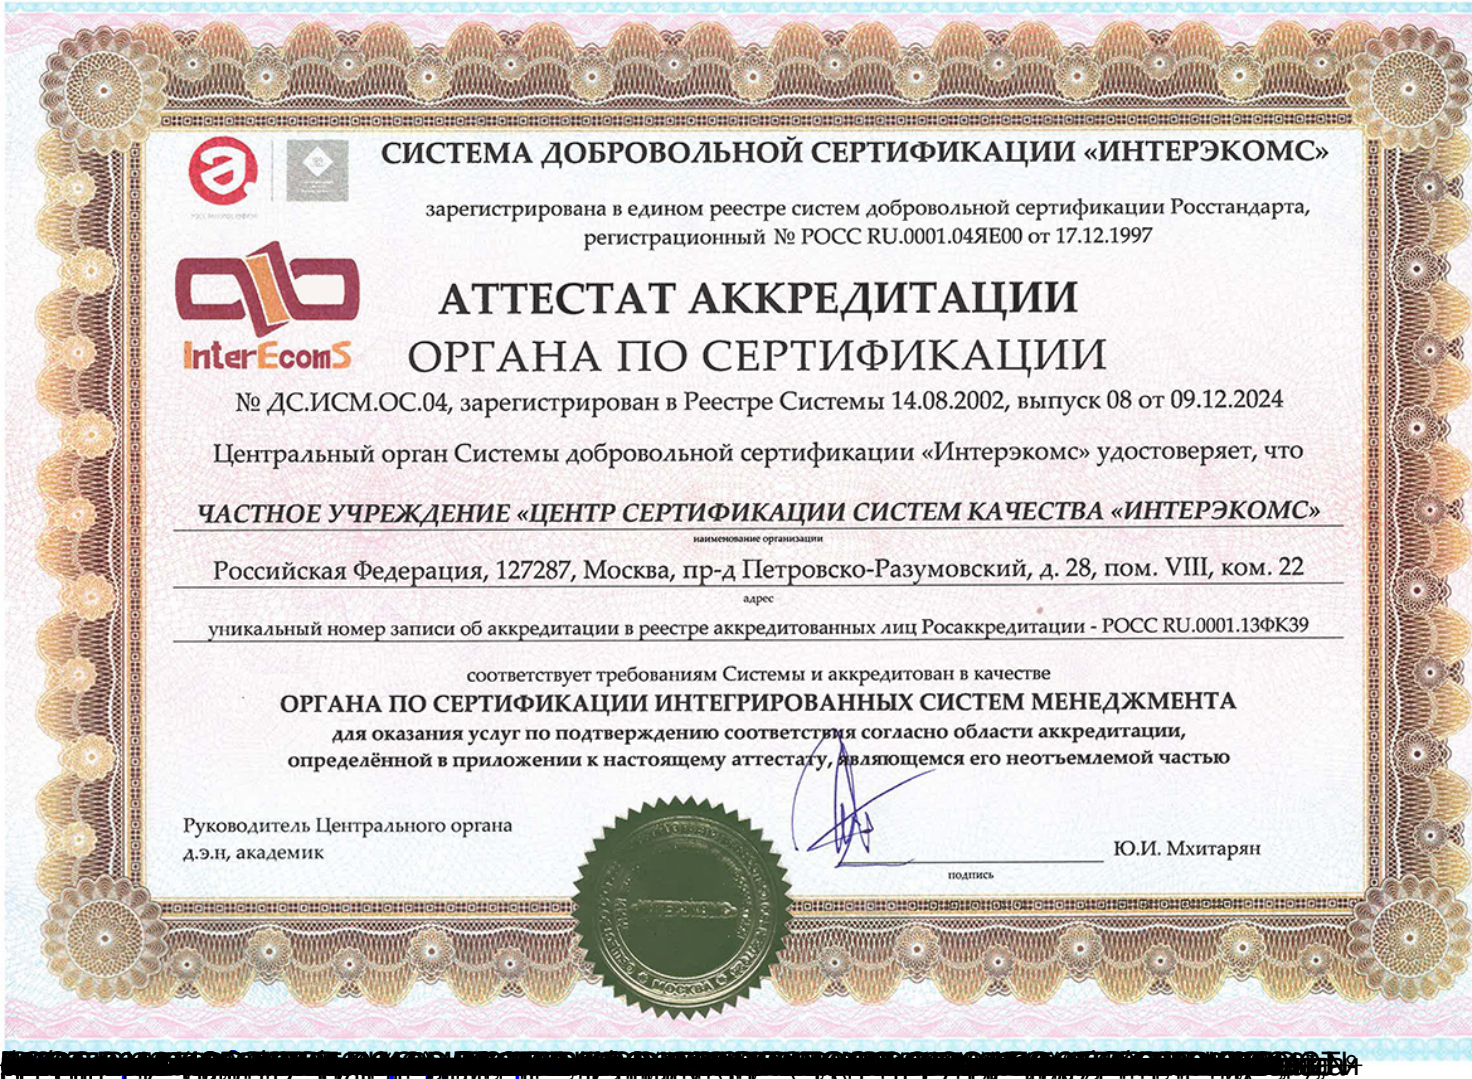 СИСТЕМА ДОБРОВОЛЬНОЙ СЕРТИФИКАЦИИ «ИНТЕРЭКОМС»
зарегистрирована в едином реестре систем добровольной сертификации Росстандарта,
регистрационный № РОСС RU.0001.04ЯЕ00 от 17.12.1997
InterEcomS
АТТЕСТАТ АККРЕДИТАЦИИ
ОРГАНА ПО СЕРТИФИКАЦИИ
№ ДС.ИСМ.ОС.04, зарегистрирован в Реестре Системы 14.08.2002, выпуск 08 от 09.12.2024
Центральный орган Системы добровольной сертификации «Интерэкомс» удостоверяет, что
ЧАСТНОЕ УЧРЕЖДЕНИЕ «ЦЕНТР СЕРТИФИКАЦИИ СИСТЕМ КАЧЕСТВА «ИНТЕРЭКОМС»
наименование организации
Российская Федерация, 127287, Москва, пр-д Петровско-Разумовский, д. 28, пом. VIII, ком. 22
адрес
уникальный номер записи об аккредитации в реестре аккредитованных лиц Росаккредитации - РОСС RU.0001.13ФК39
соответствует требованиям Системы и аккредитован в качестве
ОРГАНА ПО СЕРТИФИКАЦИИ ИНТЕГРИРОВАННЫХ СИСТЕМ МЕНЕДЖМЕНТА
для оказания услуг по подтверждению соответствия согласно области аккредитации,
определённой в приложении к настоящему аттестату, являющемся его неотъемлемой частью
Руководитель Центрального органа
д.э.н, академик
Ю.И. Мхитарян
подпись
ИНТЕРЭКОМС
МОСКВА